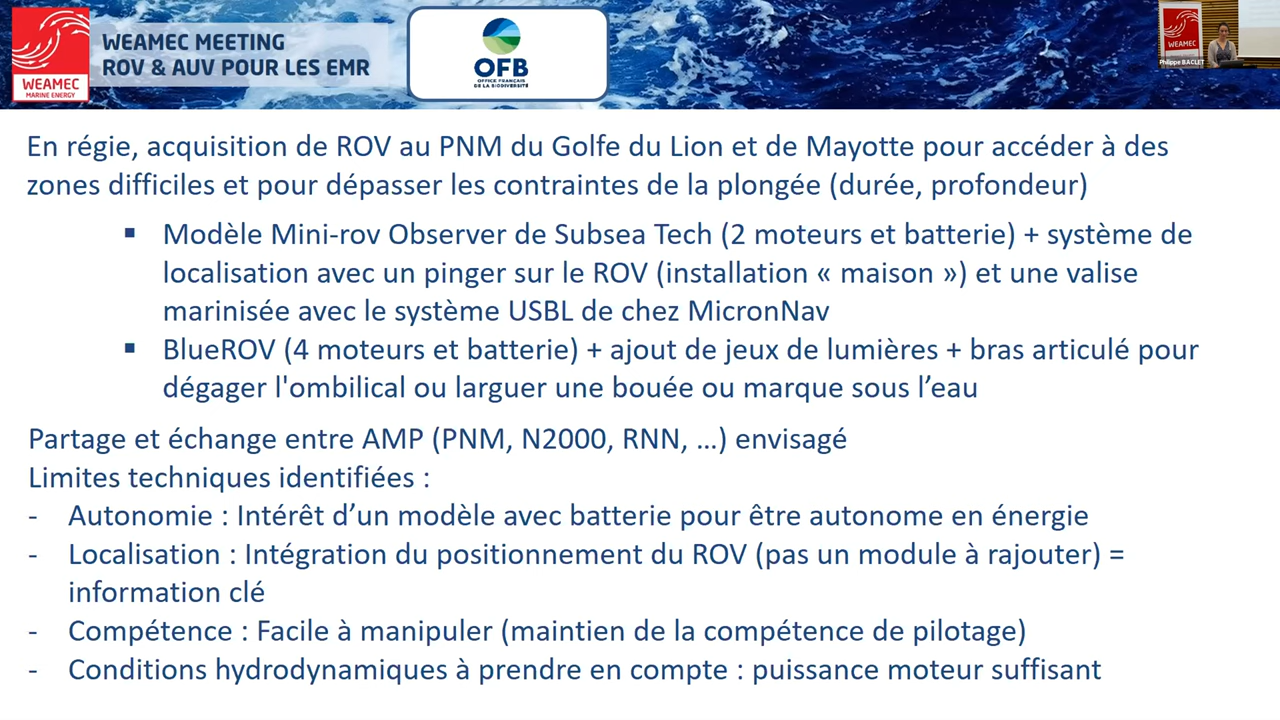 WEAMEC
MARINE ENERGY
WEAMEC MEETING
ROV & AUV POUR LES EMR
OFB
OFFICE FRANÇAIS
DE LA BIODIVERSITÉ
WEAMEC
Philippe BACLET
En régie, acquisition de ROV au PNM du Golfe du Lion et de Mayotte pour accéder à des
zones difficiles et pour dépasser les contraintes de la plongée (durée, profondeur)
▪ Modèle Mini-rov Observer de Subsea Tech (2 moteurs et batterie) + système de
localisation avec un pinger sur le ROV (installation « maison ») et une valise
marinisée avec le système USBL de chez MicronNav
▪ BlueROV (4 moteurs et batterie) + ajout de jeux de lumières + bras articulé pour
dégager l'ombilical ou larguer une bouée ou marque sous l’eau
Partage et échange entre AMP (PNM, N2000, RNN, …) envisagé
Limites techniques identifiées :
- Autonomie : Intérêt d’un modèle avec batterie pour être autonome en énergie
- Localisation : Intégration du positionnement du ROV (pas un module à rajouter) =
information clé
- Compétence : Facile à manipuler (maintien de la compétence de pilotage)
- Conditions hydrodynamiques à prendre en compte : puissance moteur suffisant